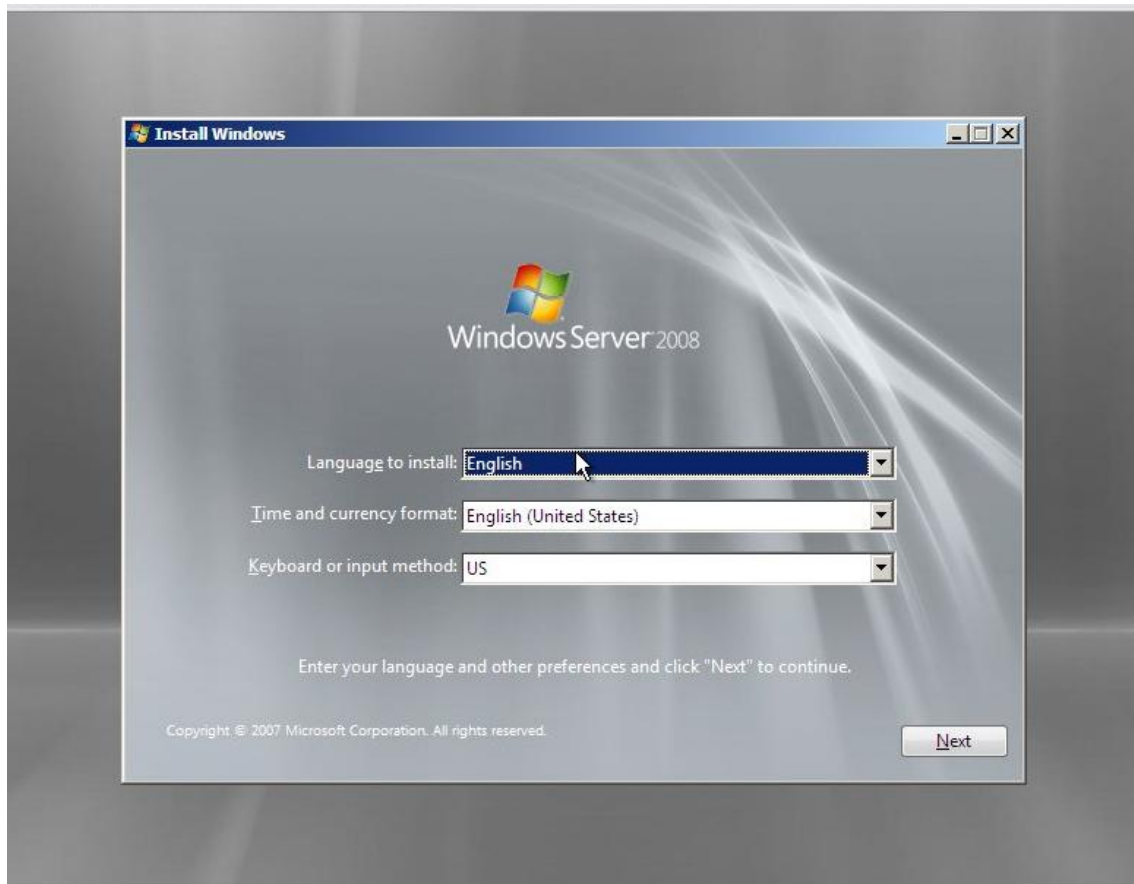 Install Windows
Windows Server 2008
Language to install: English
Time and currency format: English (United States)
Keyboard or input method: US
Enter your language and other preferences and click "Next" to continue.
Copyright © 2007 Microsoft Corporation. All rights reserved.
Next